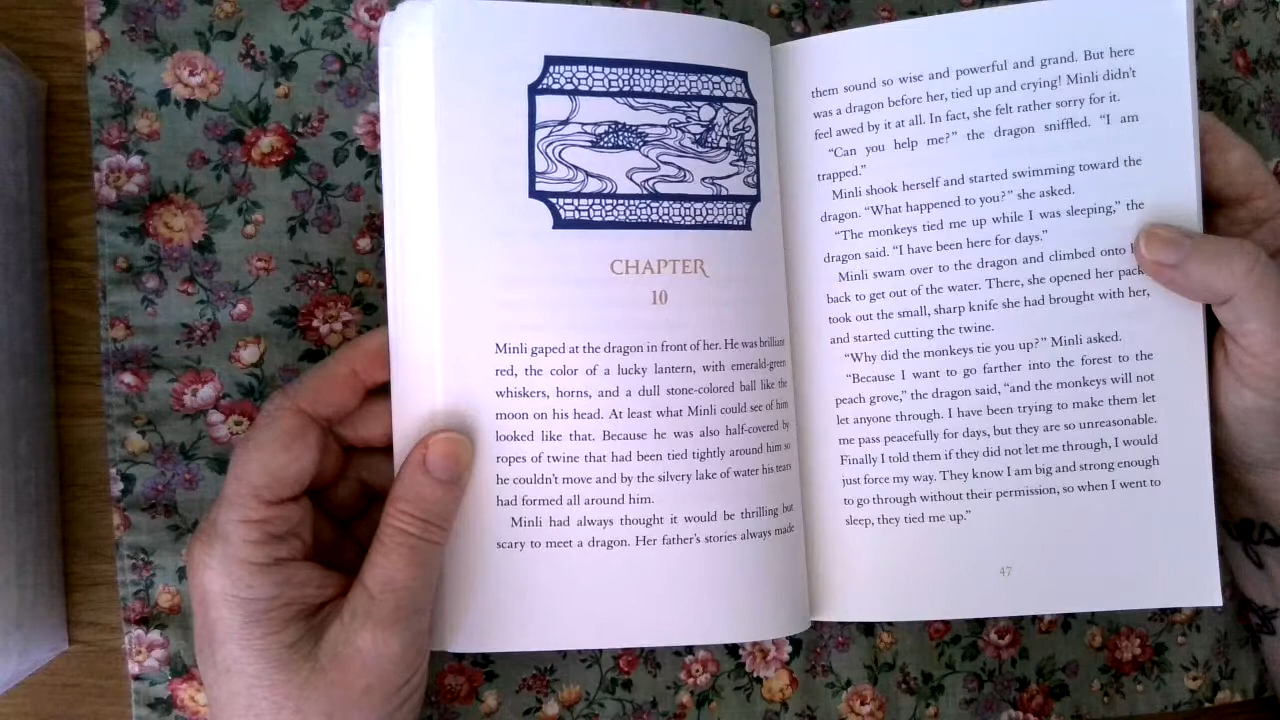 CHAPTER
10
Minli gaped at the dragon in front of her. He was brilliant
red, the color of a lucky lantern, with emerald-green
whiskers, horns, and a dull stone-colored ball like the
moon on his head. At least what Minli could see of him
looked like that. Because he was also half-covered by
ropes of twine that had been tied tightly around him so
he couldn't move and by the silvery lake of water his tears
had formed all around him.
Minli had always thought it would be thrilling but
scary to meet a dragon. Her father's stories always made
them sound so wise and powerful and grand. But here
was a dragon before her, tied up and crying! Minli didn't
feel awed by it at all. In fact, she felt rather sorry for it.
"Can you help me?" the dragon sniffled. "I am
trapped."
Minli shook herself and started swimming toward the
dragon. "What happened to you?" she asked.
"The monkeys tied me up while I was sleeping," the
dragon said. "I have been here for days."
Minli swam over to the dragon and climbed onto
back to get out of the water. There, she opened her pack,
took out the small, sharp knife she had brought with her,
and started cutting the twine.
"Why did the monkeys tie you up?" Minli asked.
"Because I want to go farther into the forest to the
peach grove," the dragon said, "and the monkeys will not
let anyone through. I have been trying to make them let
me pass peacefully for days, but they are so unreasonable.
Finally I told them if they did not let me through, I would
just force my way. They know I am big and strong enough
to go through without their permission, so when I went to
sleep, they tied me up."
47